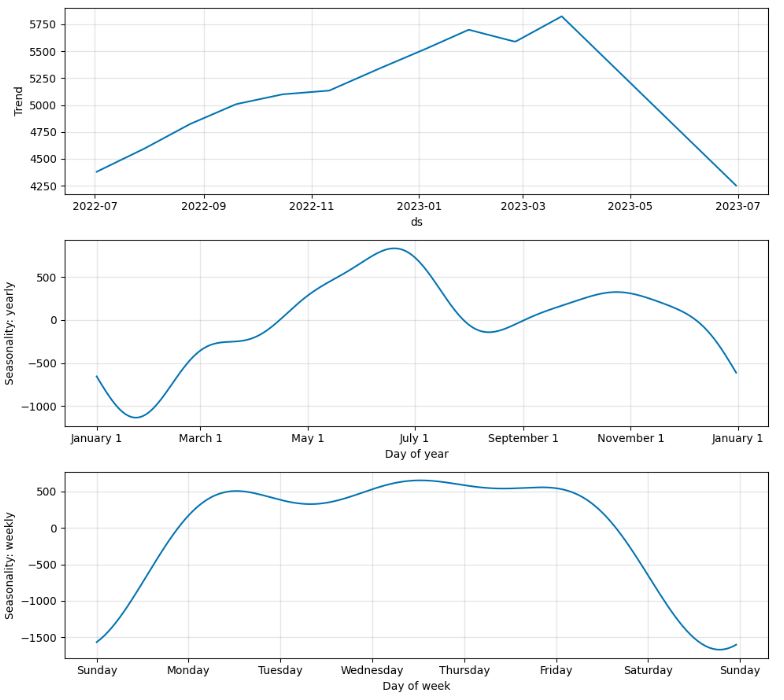 Trend
5750
5500
5250
5000
4750
4500
4250
2022-07 2022-09 2022-11 2023-01 2023-03 2023-05 2023-07
ds
Seasonality: yearly
500
0
−500
−1000
January 1 March 1 May 1 July 1 September 1 November 1 January 1
Day of year
Seasonality: weekly
500
0
−500
−1000
−1500
Sunday Monday Tuesday Wednesday Thursday Friday Saturday Sunday
Day of week